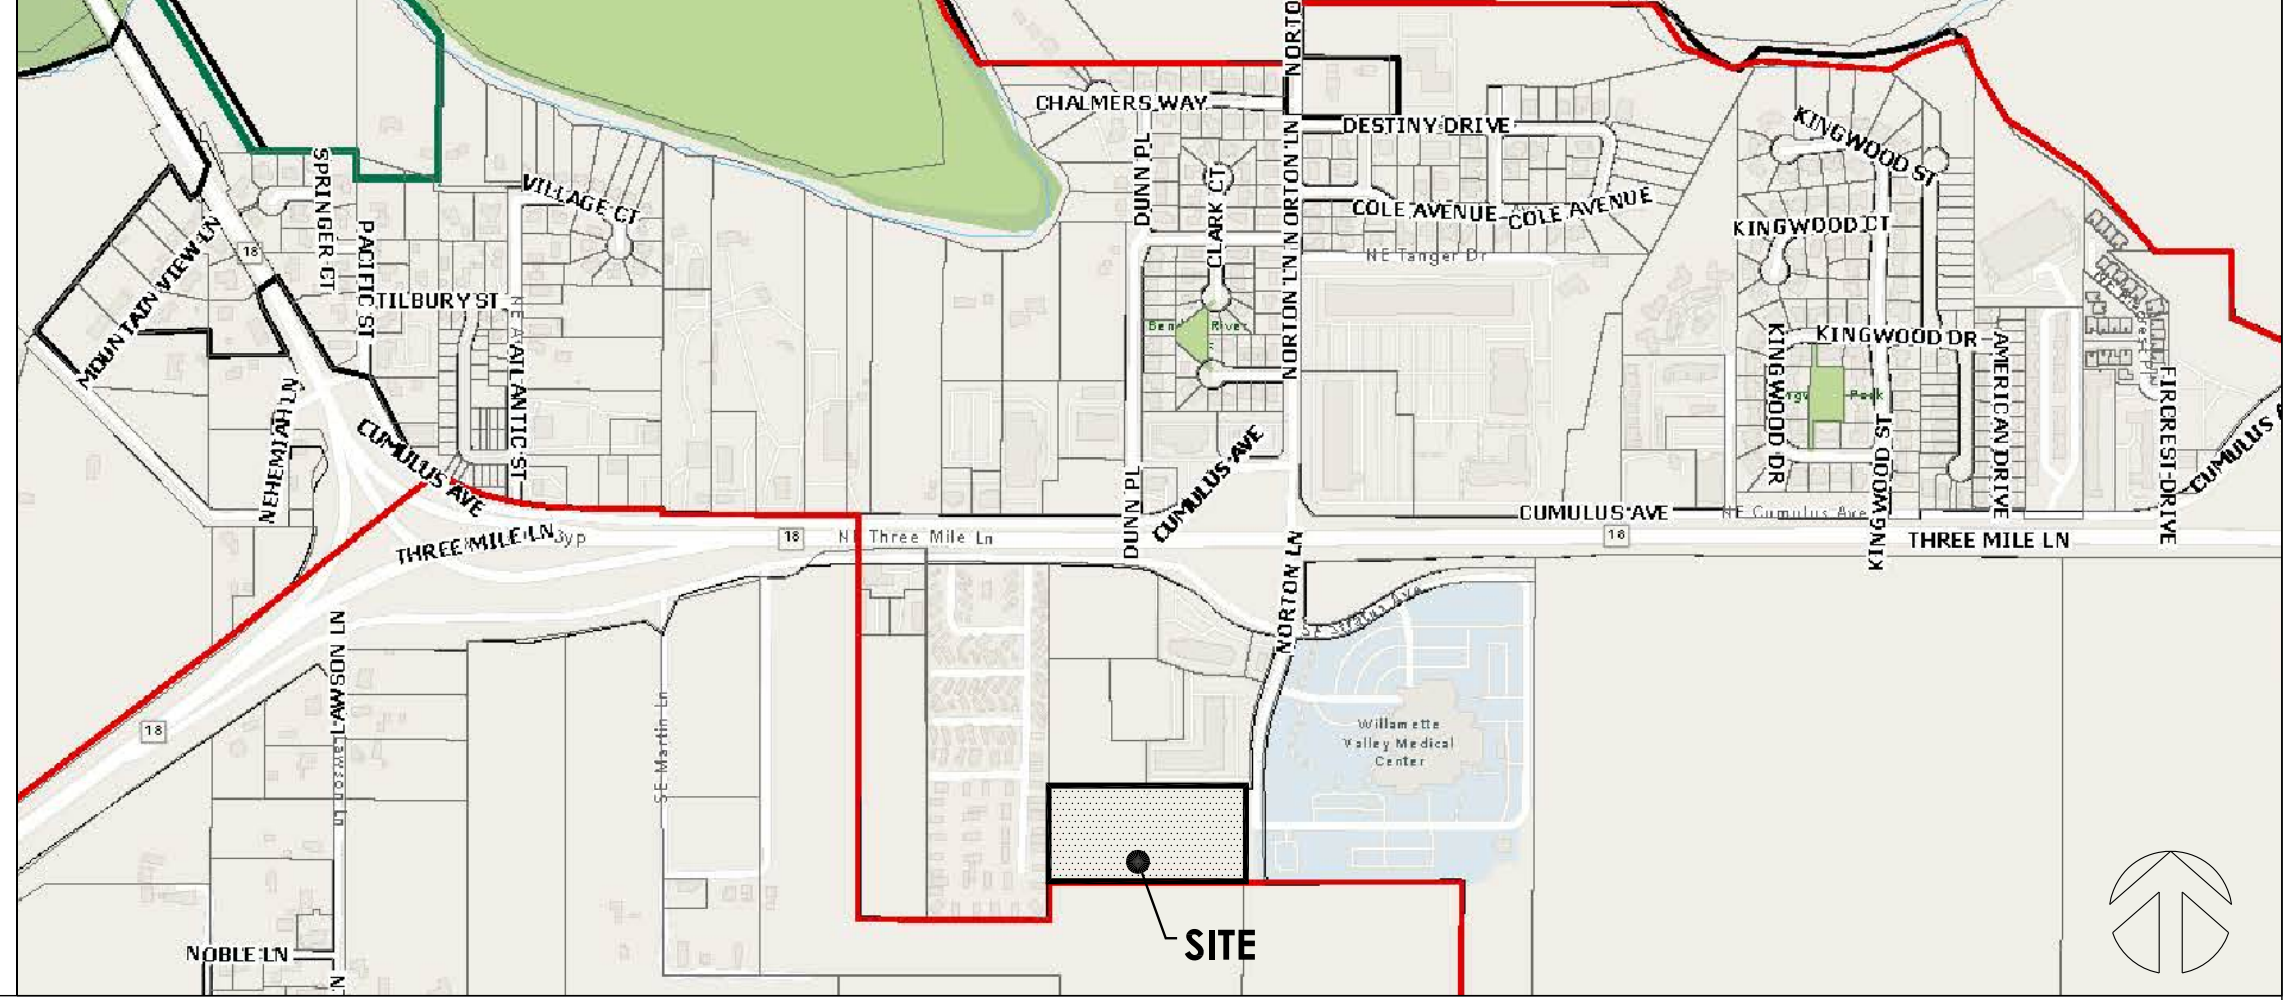 NORTO
NORTON LN
CHALMERS WAY
DESTINY DRIVE
KINGWOOD ST
DUNN PL
CLARK CT
SPRINGER CT
VILLAGE CT
COLE AVENUE
COLE AVENUE
KINGWOOD CT
MOUNTAIN VIEW LN
18
PACIFIC ST
NE Tanger Dr
TILBURY ST
ATLANTIC ST
NORTON LN
River
KINGWOOD DR
KINGWOOD DR
AMERICAN DRIVE
Park
FIRCREST DRIVE
NEHEMIAH LN
CUMULUS AVE
CUMULUS AVE
KINGWOOD ST
CUMULUS
DUNN PL
CUMULUS AVE
NE Cumulus Ave
THREE MILE LN
18
NE Three Mile Ln
18
THREE MILE LN
NORTON LN
LAWSON LN
Lawson Ln
SE Martin Ln
18
Willamette
Valley Medical
Center
SITE
NOBLE LN